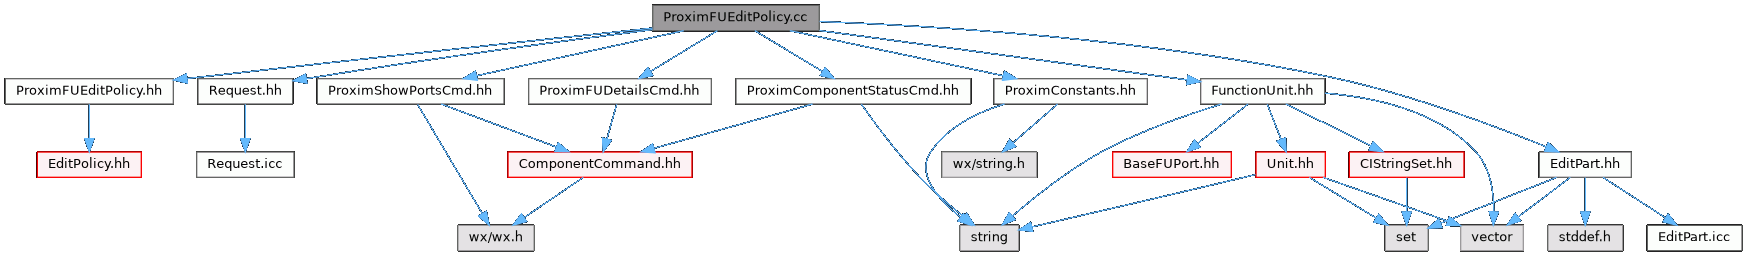 ProximFUEditPolicy.cc
ProximFUEditPolicy.hh
Request.hh
ProximShowPortsCmd.hh
ProximFUDetailsCmd.hh
ProximComponentStatusCmd.hh
ProximConstants.hh
FunctionUnit.hh
EditPolicy.hh
Request.icc
ComponentCommand.hh
wx/string.h
BaseFUPort.hh
Unit.hh
CIStringSet.hh
EditPart.hh
wx/wx.h
string
set
vector
stddef.h
EditPart.icc